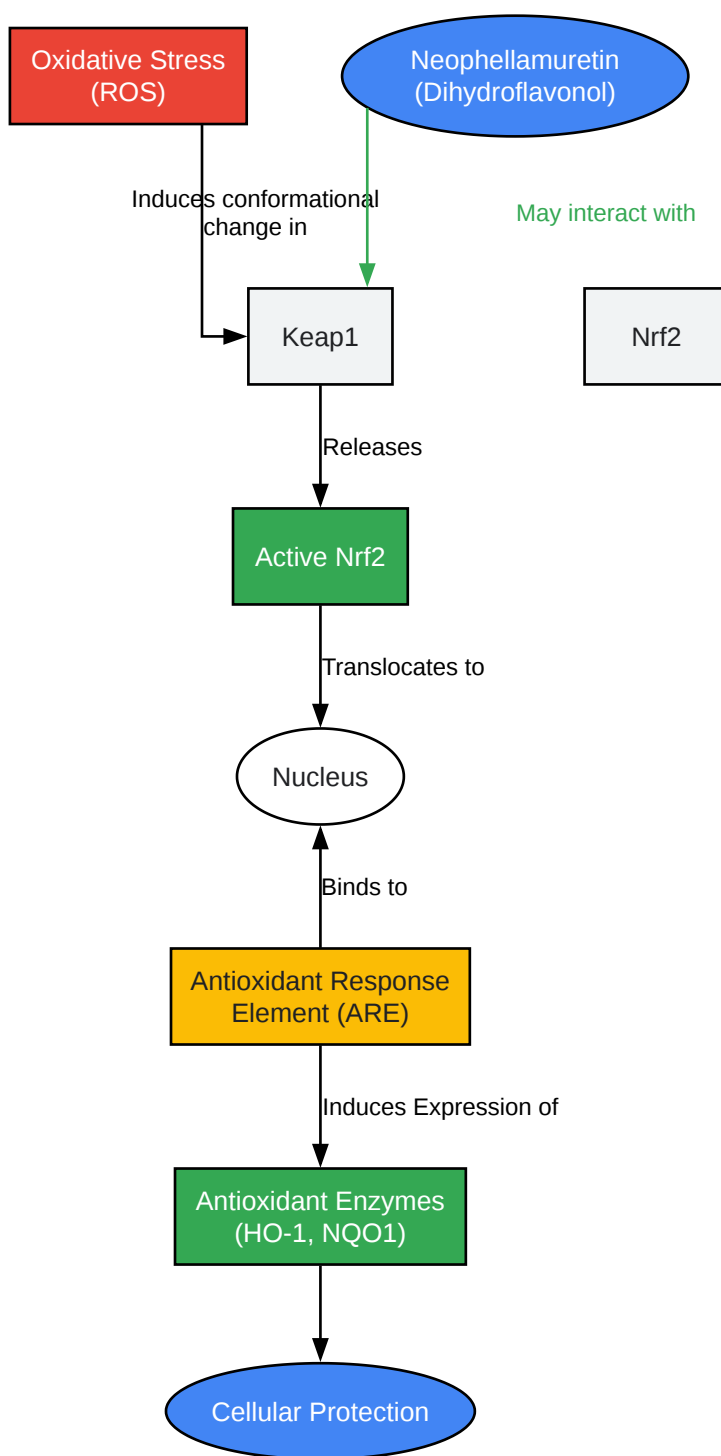 Oxidative Stress
(ROS)
Neophellamuretin
(Dihydroflavonol)
Induces conformational
change in
May interact with
Keap1
Nrf2
Releases
Active Nrf2
Translocates to
Nucleus
Binds to
Antioxidant Response
Element (ARE)
Induces Expression of
Antioxidant Enzymes
(HO-1, NQO1)
Cellular Protection